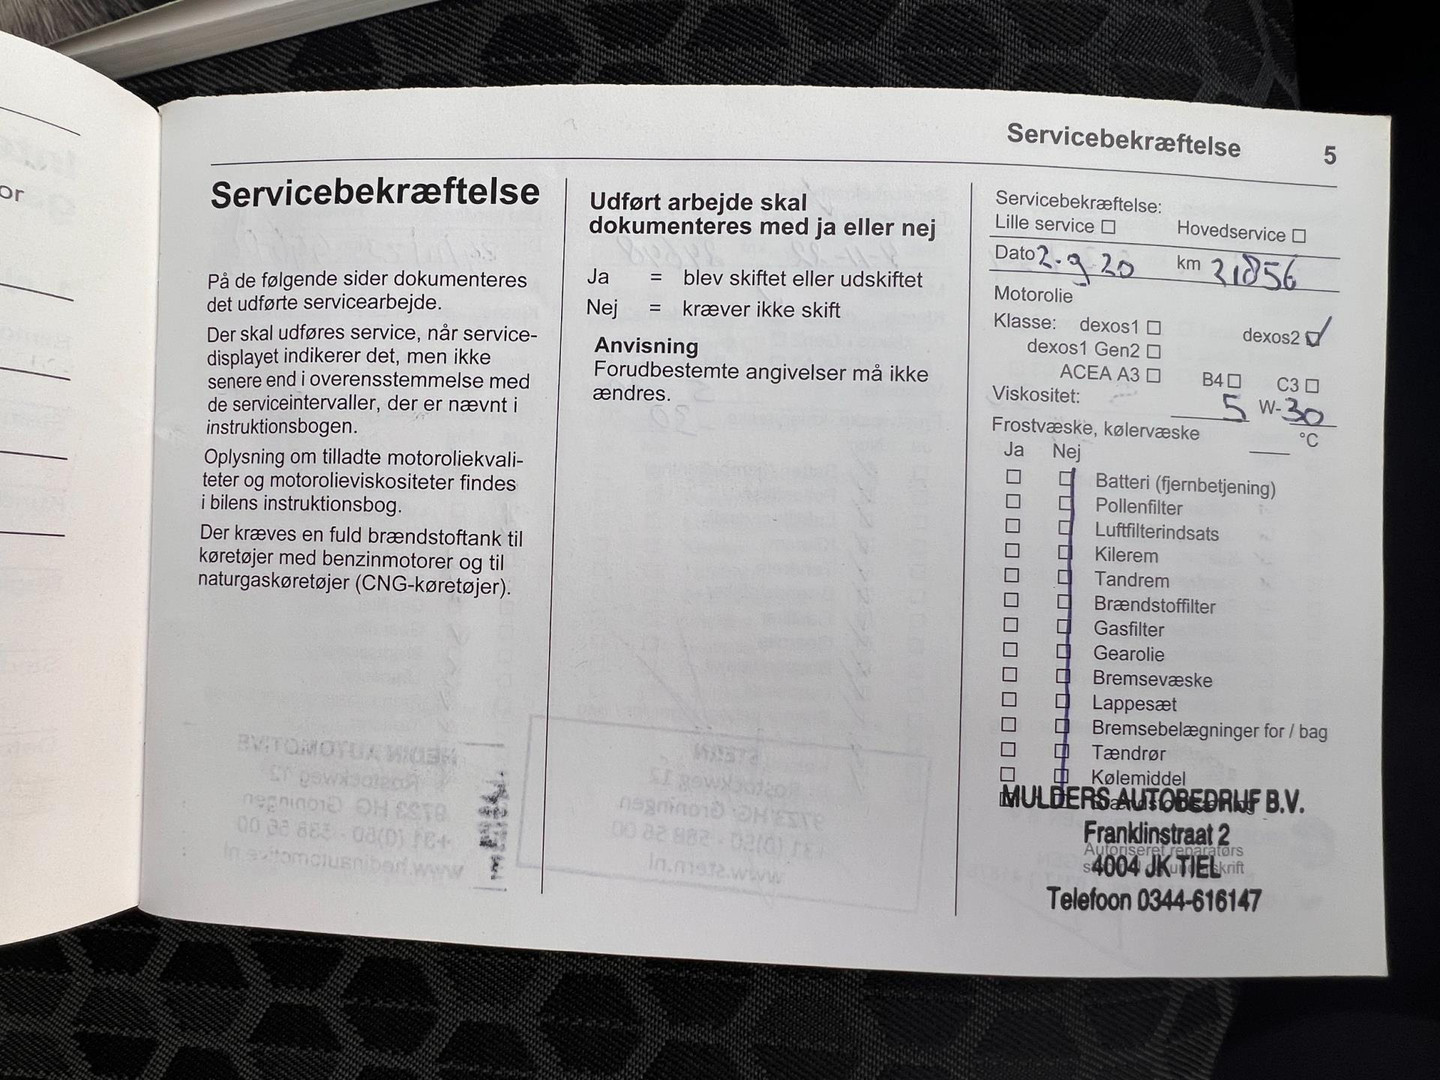 or
Servicebekræftelse 5
Servicebekræftelse
På de følgende sider dokumenteres
det udførte servicearbejde.
Der skal udføres service, når service-
displayet indikerer det, men ikke
senere end i overensstemmelse med
de serviceintervaller, der er nævnt i
instruktionsbogen.
Oplysning om tilladte motoroliekvali-
teter og motorolieviskositeter findes
i bilens instruktionsbog.
Der kræves en fuld brændstoftank til
køretøjer med benzinmotorer og til
naturgaskøretøjer (CNG-køretøjer).
Udført arbejde skal
dokumenteres med ja eller nej
Ja = blev skiftet eller udskiftet
Nej = kræver ikke skift
Anvisning
Forudbestemte angivelser må ikke
ændres.
Servicebekræftelse:
Lille service ☐ Hovedservice ☐
Dato 2-9-20 km 21856
Motorolie
Klasse: dexos1 ☐ dexos2 ☑
dexos1 Gen2 ☐
ACEA A3 ☐ B4 ☐ C3 ☐
Viskositet: 5 W-30
Frostvæske, kølervæske °C
Ja Nej
☐ ☐ Batteri (fjernbetjening)
☐ ☐ Pollenfilter
☐ ☐ Luftfilterindsats
☐ ☐ Kilerem
☐ ☐ Tandrem
☐ ☐ Brændstoffilter
☐ ☐ Gasfilter
☐ ☐ Gearolie
☐ ☐ Bremsevæske
☐ ☐ Lappesæt
☐ ☐ Bremsebelægninger for / bag
☐ ☐ Tændrør
☐ ☐ Kølemiddel
MULDERS AUTOBEDRIJF B.V.
Franklinstraat 2
Autoriseret reparatørs
4004 JK TIEL
Telefoon 0344-616147